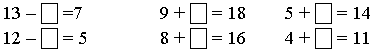 13 – □ =7 9 + □ = 18 5 + □ = 14
12 – □ = 5 8 + □ = 16 4 + □ = 11